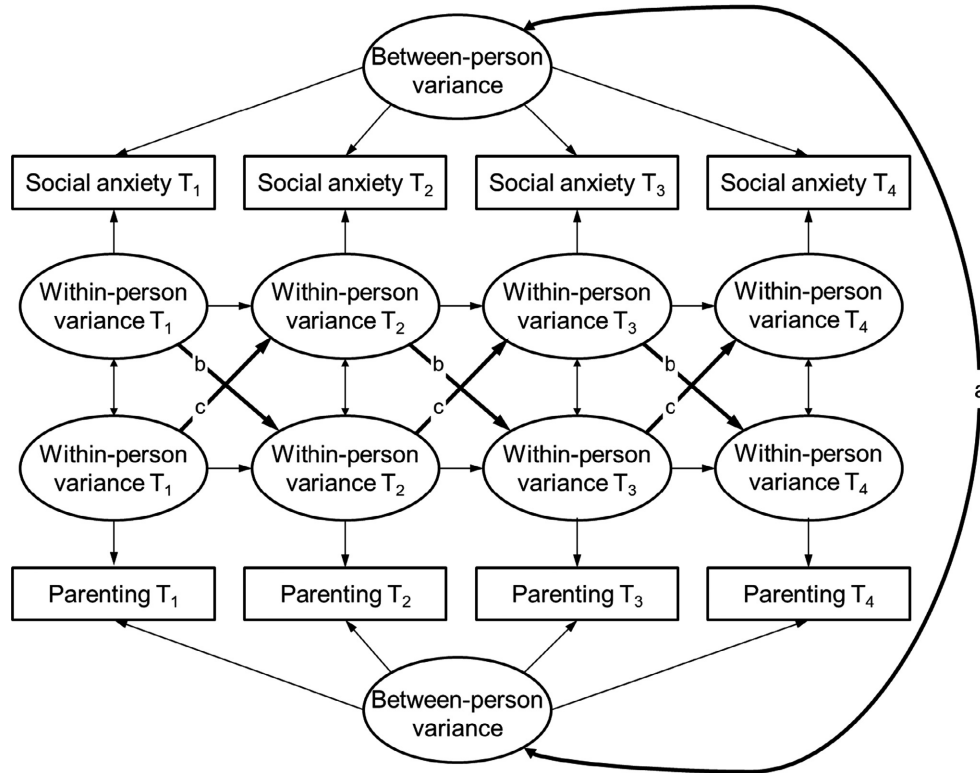 Between-person
variance
Social anxiety T₁
Social anxiety T₂
Social anxiety T₃
Social anxiety T₄
Within-person
variance T₁
Within-person
variance T₂
Within-person
variance T₃
Within-person
variance T₄
b
b
b
a
c
c
c
Within-person
variance T₁
Within-person
variance T₂
Within-person
variance T₃
Within-person
variance T₄
Parenting T₁
Parenting T₂
Parenting T₃
Parenting T₄
Between-person
variance